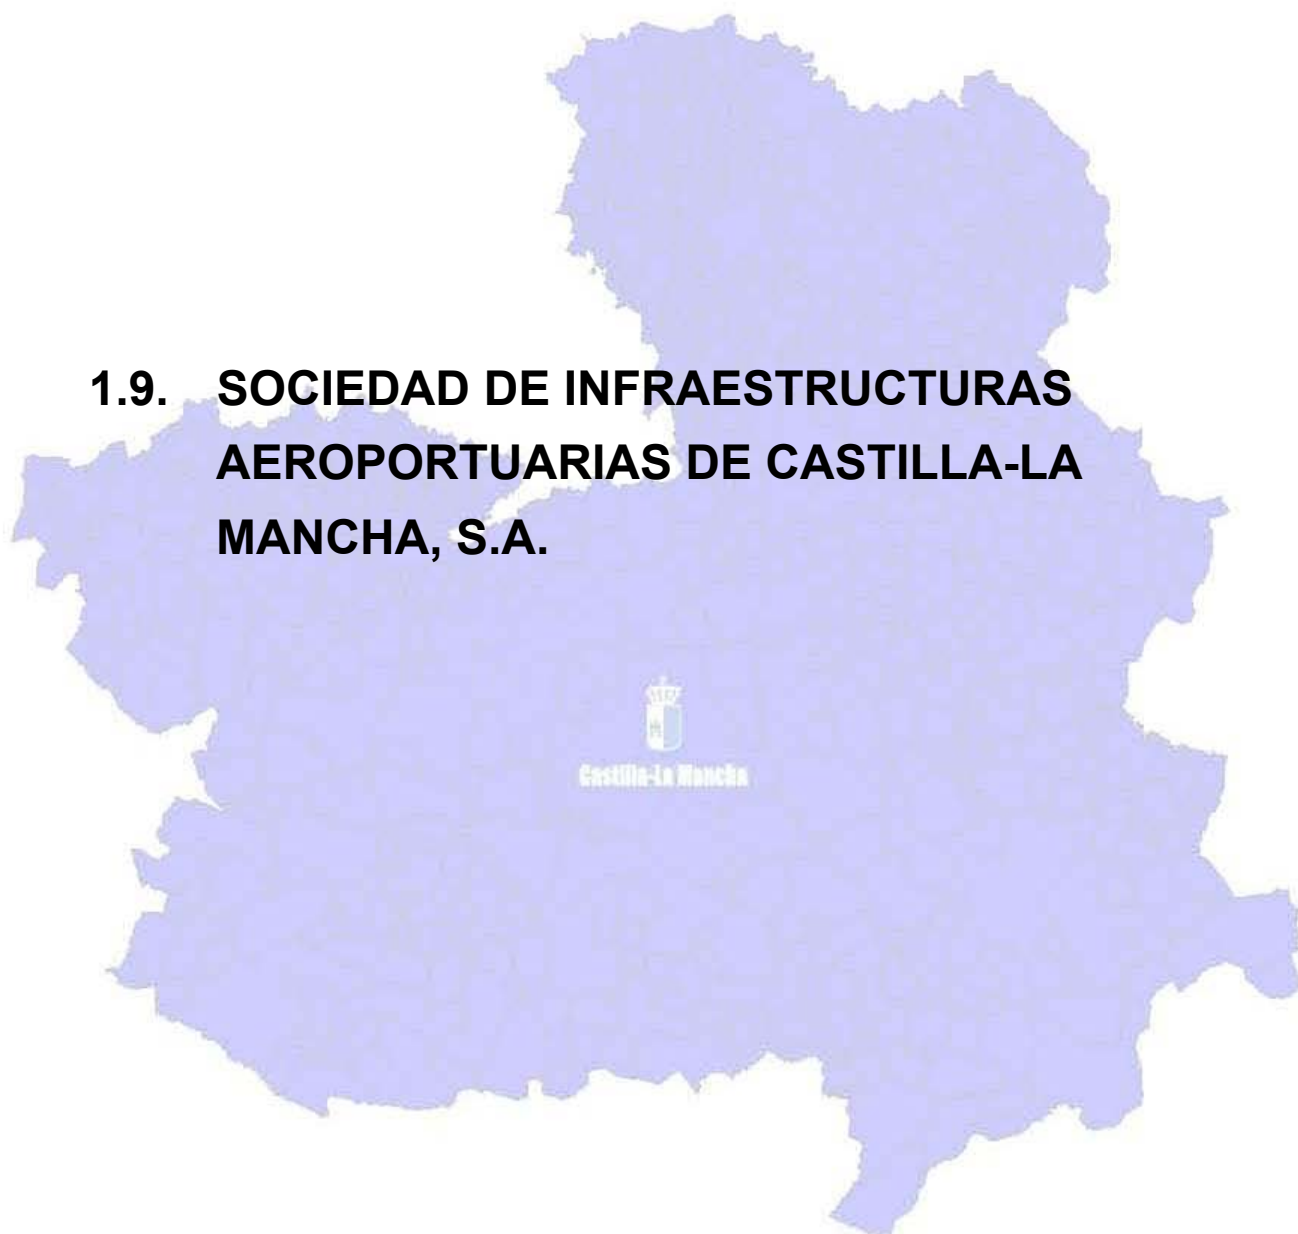 1.9. SOCIEDAD DE INFRAESTRUCTURAS
AEROPORTUARIAS DE CASTILLA-LA
MANCHA, S.A.
Castilla-La Mancha